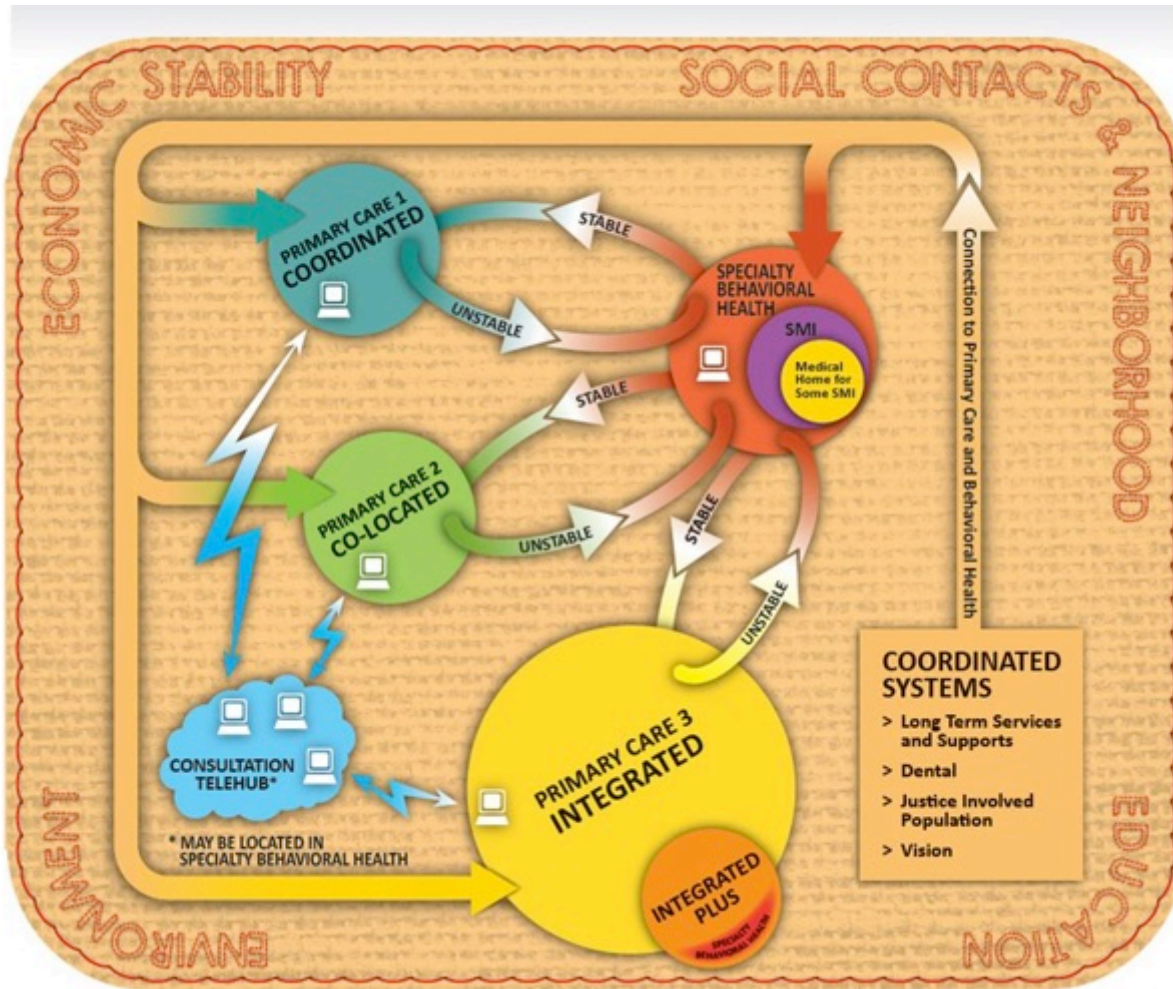 ECONOMIC STABILITY
SOCIAL CONTACTS & NEIGHBORHOOD
PRIMARY CARE 1
COORDINATED
STABLE
UNSTABLE
SPECIALTY
BEHAVIORAL
HEALTH
SMI
Medical
Home for
Some SMI
STABLE
PRIMARY CARE 2
CO-LOCATED
UNSTABLE
STABLE
UNSTABLE
Connection to Primary Care and Behavioral Health
CONSULTATION
TELEHUB*
* MAY BE LOCATED IN
SPECIALTY BEHAVIORAL HEALTH
PRIMARY CARE 3
INTEGRATED
INTEGRATED
PLUS
SPECIALTY
BEHAVIORAL HEALTH
COORDINATED
SYSTEMS
> Long Term Services
and Supports
> Dental
> Justice Involved
Population
> Vision
ENVIRONMENT
EDUCATION